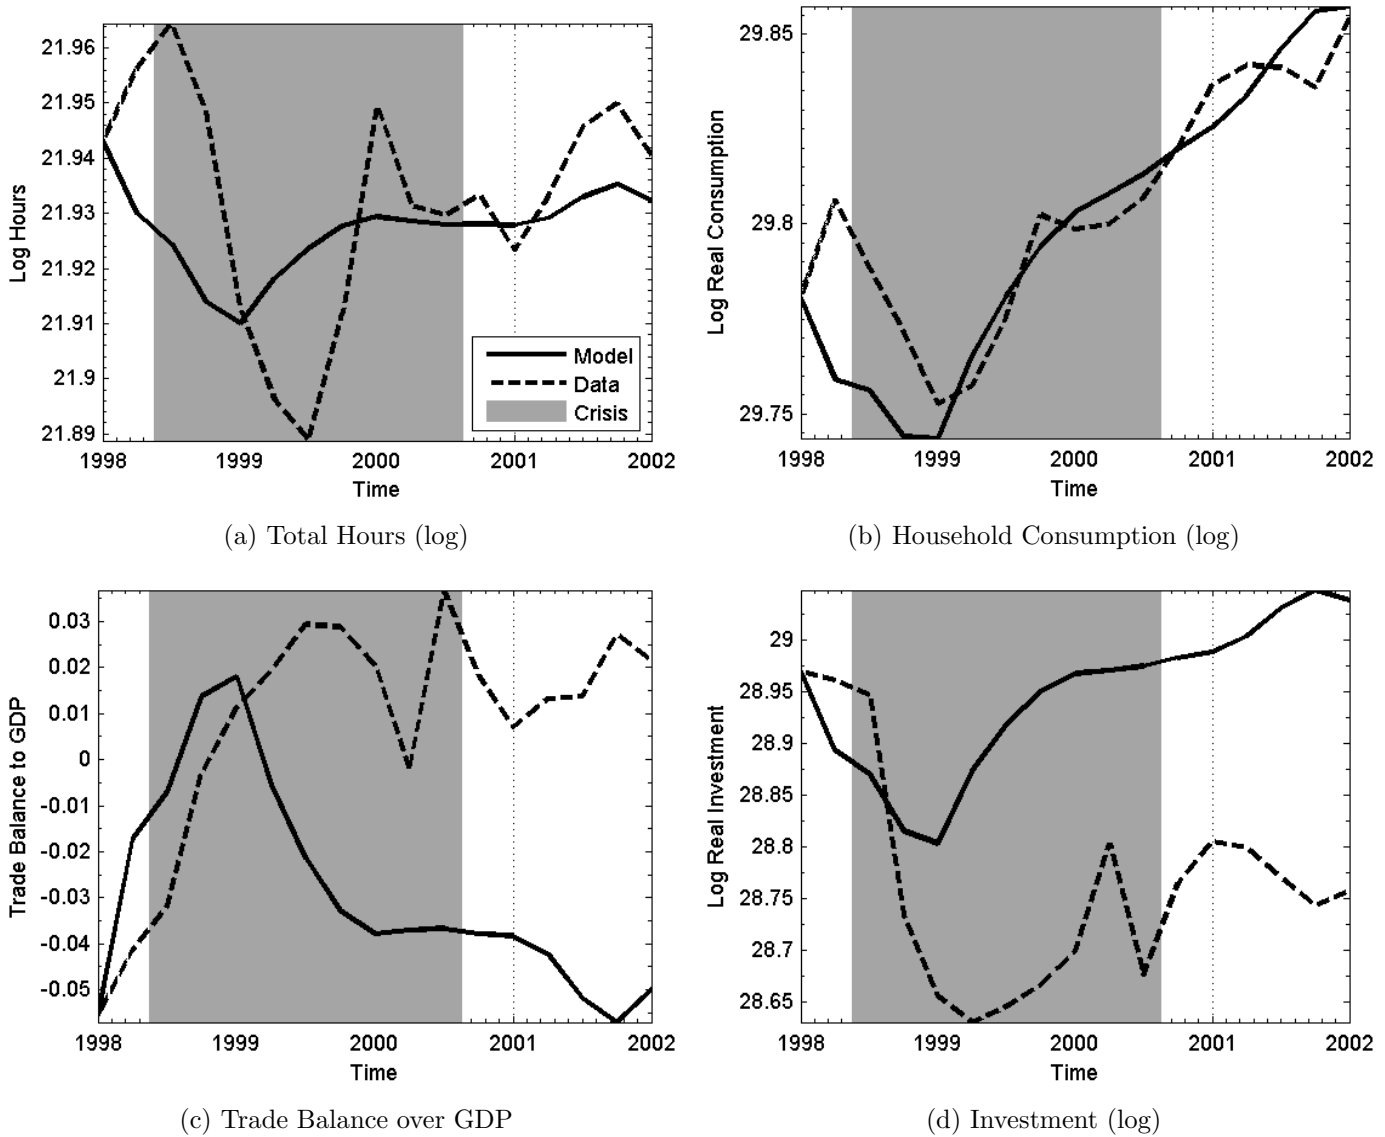 21.96
21.95
21.94
21.93
21.92
21.91
21.9
21.89
Log Hours
1998 1999 2000 2001 2002
Time
Model
Data
Crisis
(a) Total Hours (log)
29.85
29.8
29.75
Log Real Consumption
1998 1999 2000 2001 2002
Time
(b) Household Consumption (log)
0.03
0.02
0.01
0
-0.01
-0.02
-0.03
-0.04
-0.05
Trade Balance to GDP
1998 1999 2000 2001 2002
Time
(c) Trade Balance over GDP
29
28.95
28.9
28.85
28.8
28.75
28.7
28.65
Log Real Investment
1998 1999 2000 2001 2002
Time
(d) Investment (log)